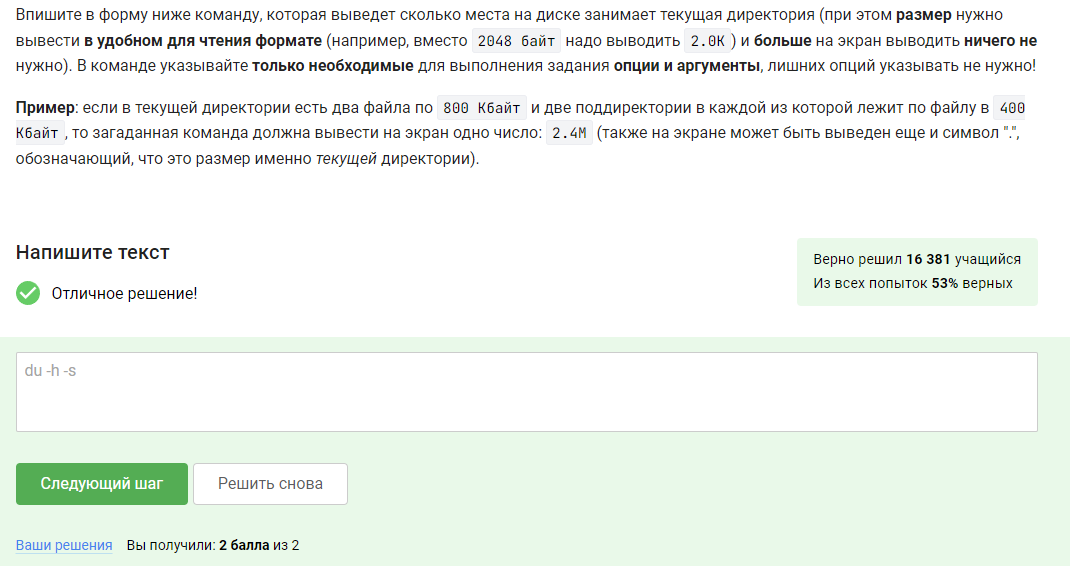 Впишите в форму ниже команду, которая выведет сколько места на диске занимает текущая директория (при этом размер нужно
вывести в удобном для чтения формате (например, вместо 2048 байт надо выводить 2.0K ) и больше на экран выводить ничего не
нужно). В команде указывайте только необходимые для выполнения задания опции и аргументы, лишних опций указывать не нужно!
Пример: если в текущей директории есть два файла по 800 Кбайт и две поддиректории в каждой из которой лежит по файлу в 400
Кбайт , то загаданная команда должна вывести на экран одно число: 2.4M (также на экране может быть выведен еще и символ ".",
обозначающий, что это размер именно текущей директории).
Напишите текст
Отличное решение!
Верно решил 16 381 учащийся
Из всех попыток 53% верных
du -h -s
Следующий шаг
Решить снова
Ваши решения Вы получили: 2 балла из 2